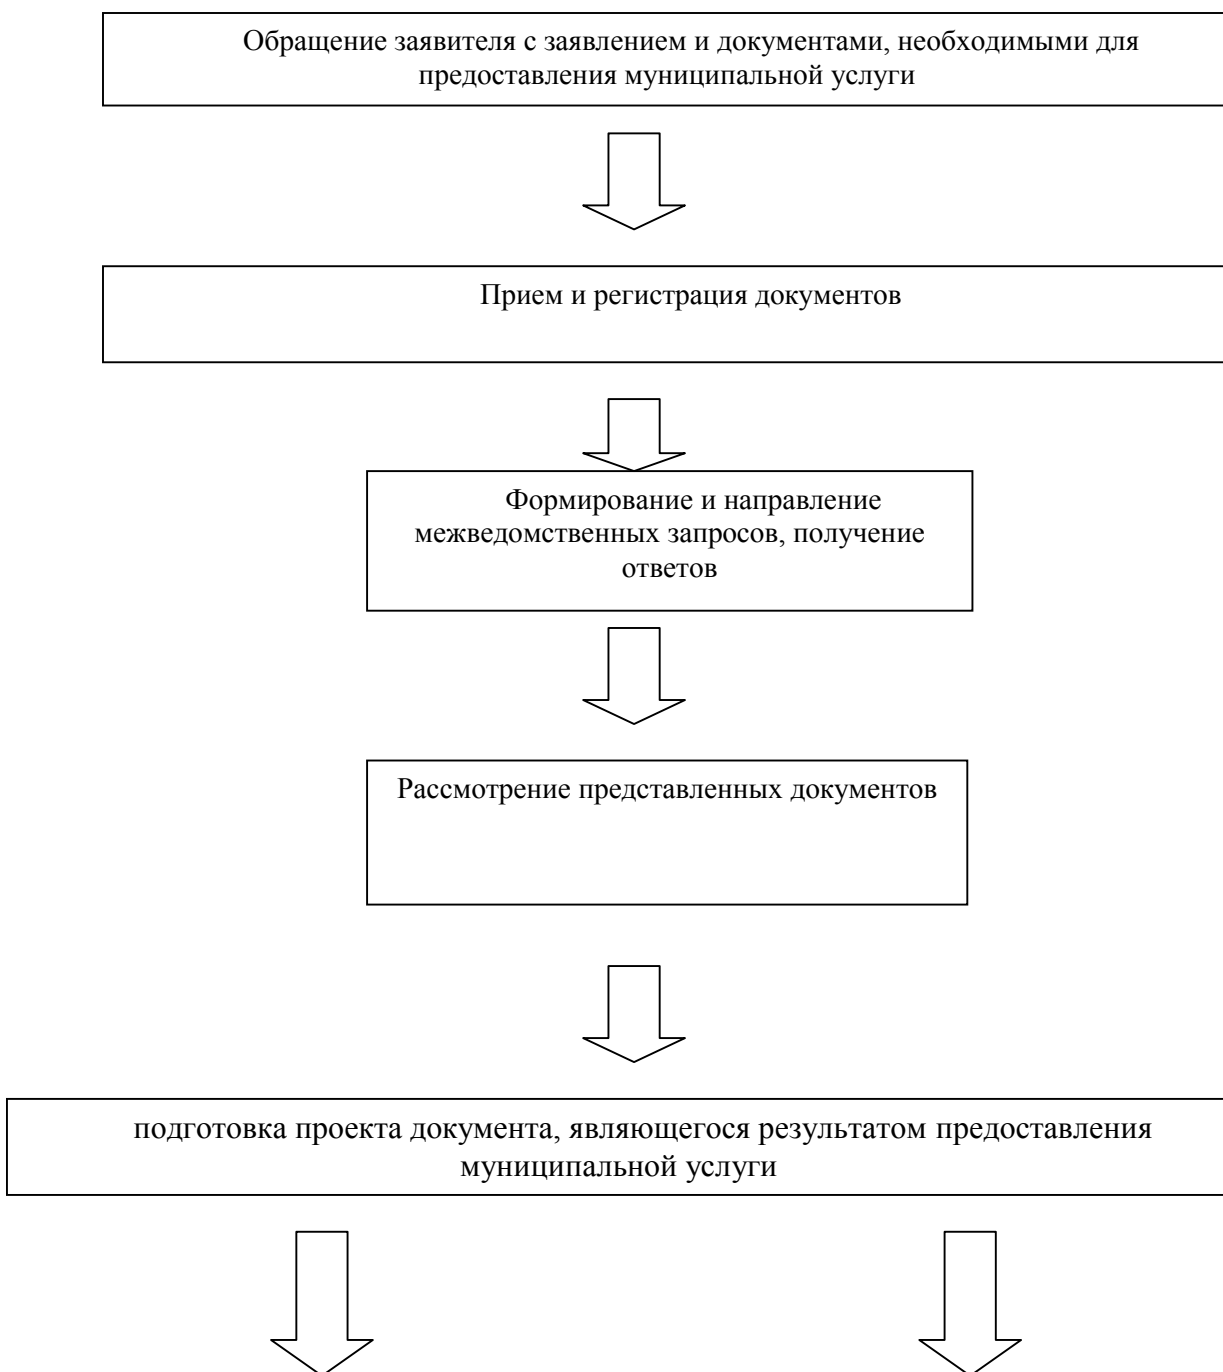 Обращение заявителя с заявлением и документами, необходимыми для
предоставления муниципальной услуги
Прием и регистрация документов
Формирование и направление
межведомственных запросов, получение
ответов
Рассмотрение представленных документов
подготовка проекта документа, являющегося результатом предоставления
муниципальной услуги